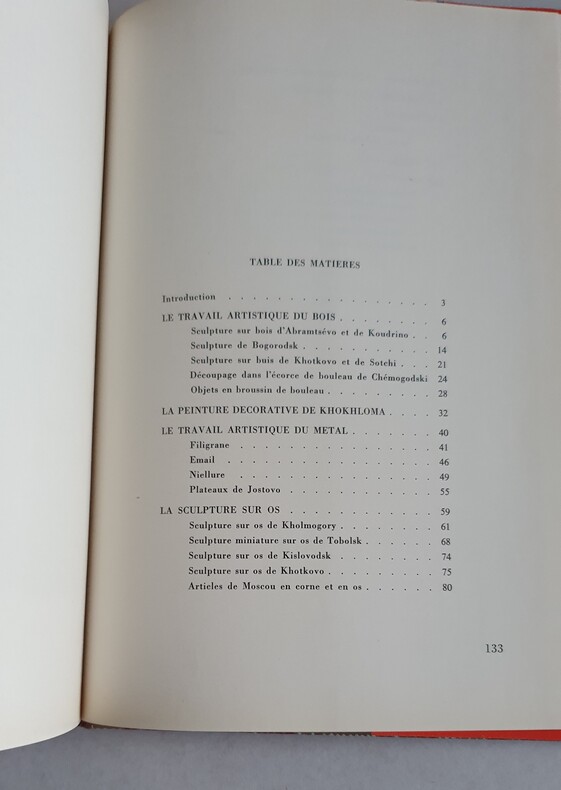 TABLE DES MATIERES
Introduction . . . . . . . . . . . . . . . . . 3
LE TRAVAIL ARTISTIQUE DU BOIS . . . . . . . . 6
Sculpture sur bois d'Abramtsévo et de Koudrino . . 6
Sculpture de Bogorodsk . . . . . . . . . . . 14
Sculpture sur buis de Khotkovo et de Sotchi . . . 21
Découpage dans l'écorce de bouleau de Chémogodski 24
Objets en broussin de bouleau . . . . . . . . . 28
LA PEINTURE DECORATIVE DE KHOKHLOMA . . . . 32
LE TRAVAIL ARTISTIQUE DU METAL . . . . . . . 40
Filigrane . . . . . . . . . . . . . . . . 41
Email . . . . . . . . . . . . . . . . . 46
Niellure . . . . . . . . . . . . . . . . 49
Plateaux de Jostovo . . . . . . . . . . . . 55
LA SCULPTURE SUR OS . . . . . . . . . . . . 59
Sculpture sur os de Kholmogory . . . . . . . . 61
Sculpture miniature sur os de Tobolsk . . . . . . 68
Sculpture sur os de Kislovodsk . . . . . . . . 74
Sculpture sur os de Khotkovo . . . . . . . . . 75
Articles de Moscou en corne et en os . . . . . . 80
133